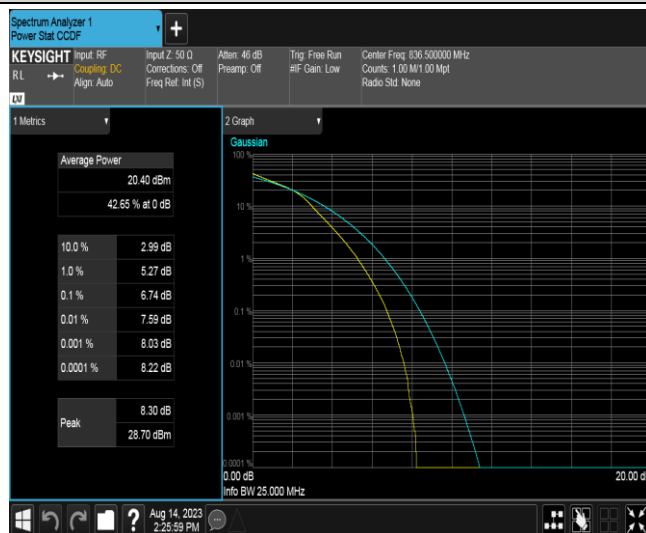 Spectrum Analyzer 1
Power Stat CCDF
+
KEYSIGHT
RL
LXI
Input: RF
Coupling: DC
Align: Auto
Input Z: 50 Ω
Corrections: Off
Freq Ref: Int (S)
Atten: 46 dB
Preamp: Off
Trig: Free Run
#IF Gain: Low
Center Freq: 836.500000 MHz
Counts: 1.00 M/1.00 Mpt
Radio Std: None
1 Metrics
Average Power
20.40 dBm
42.65 % at 0 dB
10.0 % 2.99 dB
1.0 % 5.27 dB
0.1 % 6.74 dB
0.01 % 7.59 dB
0.001 % 8.03 dB
0.0001 % 8.22 dB
Peak
8.30 dB
28.70 dBm
2 Graph
Gaussian
100 %
10 %
1 %
0.1 %
0.01 %
0.001 %
0.0001 %
0.00 dB
20.00 d
Info BW 25.000 MHz
?
Aug 14, 2023
2:25:59 PM